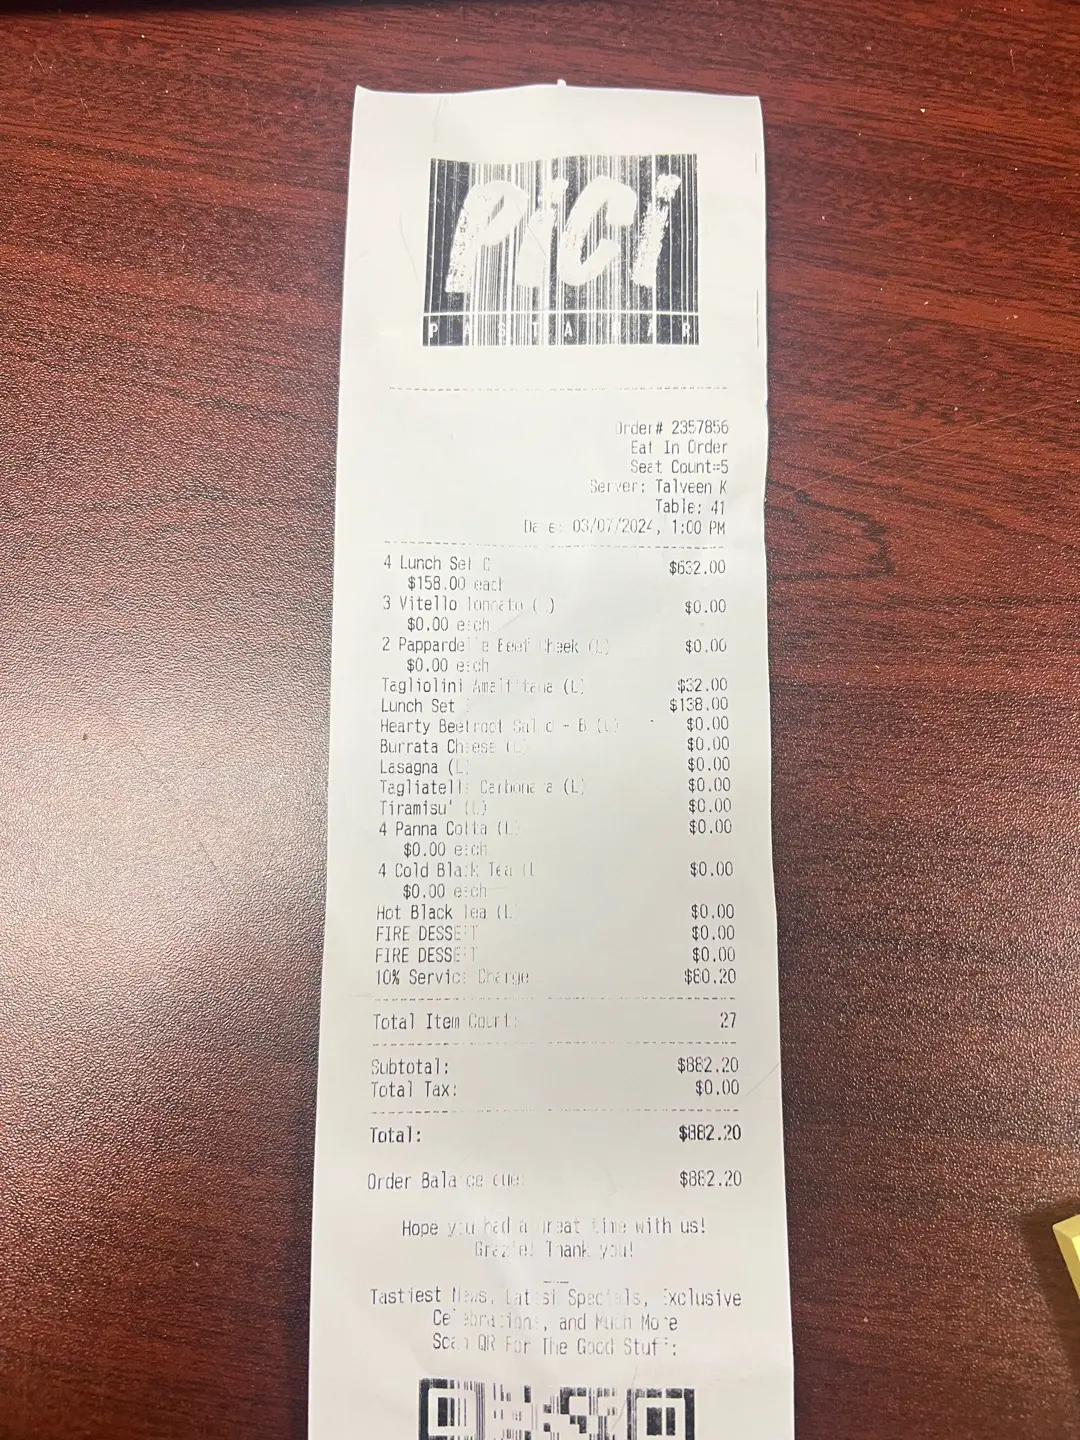 PiCi
PASTA BAR
Order# 2357856
Eat In Order
Seat Count=5
Server: Talveen K
Table: 41
Date: 03/07/2024, 1:00 PM
4 Lunch Set C $632.00
$158.00 each
3 Vitello Tonnato (L) $0.00
$0.00 each
2 Pappardelle Beef Cheek (L) $0.00
$0.00 each
Tagliolini Amalfitana (L) $32.00
Lunch Set $138.00
Hearty Beetroot Salad - B (L) $0.00
Burrata Cheese (L) $0.00
Lasagna (L) $0.00
Tagliatelle Carbonara (L) $0.00
Tiramisu' (L) $0.00
4 Panna Cotta (L) $0.00
$0.00 each
4 Cold Black Tea (L $0.00
$0.00 each
Hot Black Tea (L) $0.00
FIRE DESSERT $0.00
FIRE DESSERT $0.00
10% Service Charge $80.20
Total Item Count: 27
Subtotal: $882.20
Total Tax: $0.00
Total: $882.20
Order Balance due: $882.20
Hope you had a great time with us!
Grazie! Thank you!
Tastiest News, Latest Specials, Exclusive
Celebrations, and Much More
Scan QR For The Good Stuff: